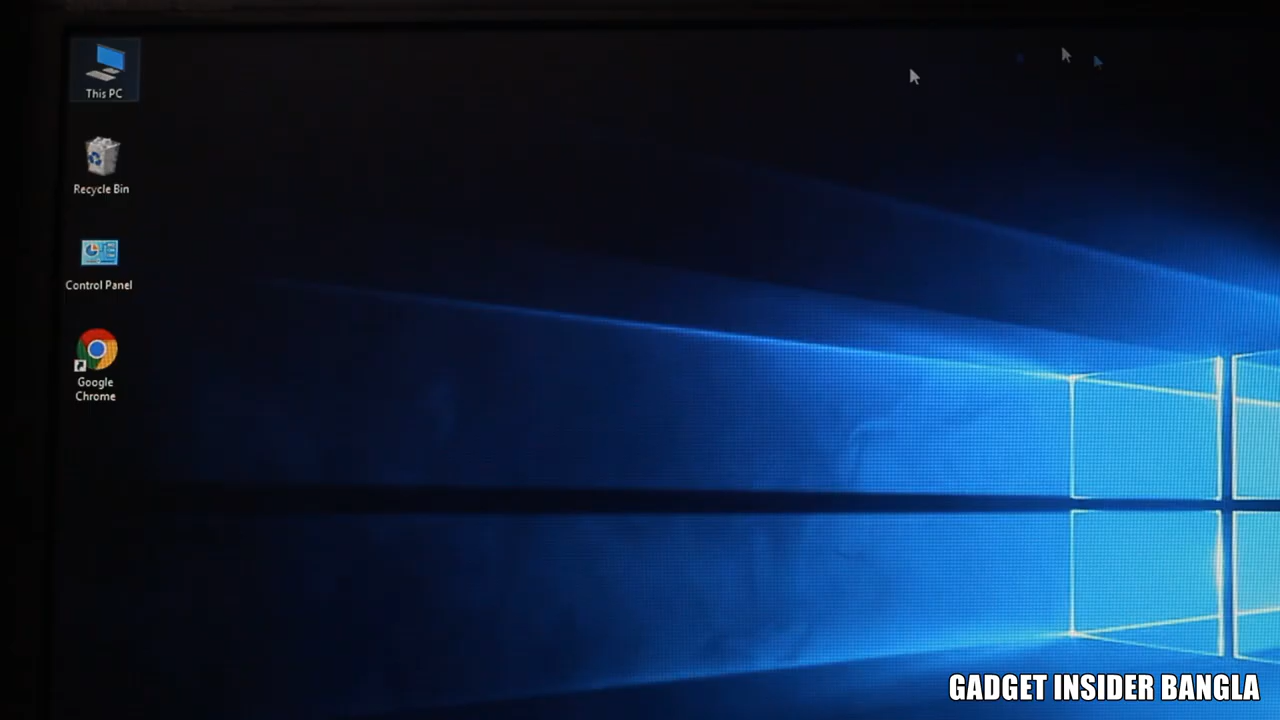 This PC
Recycle Bin
Control Panel
Google
Chrome
GADGET INSIDER BANGLA